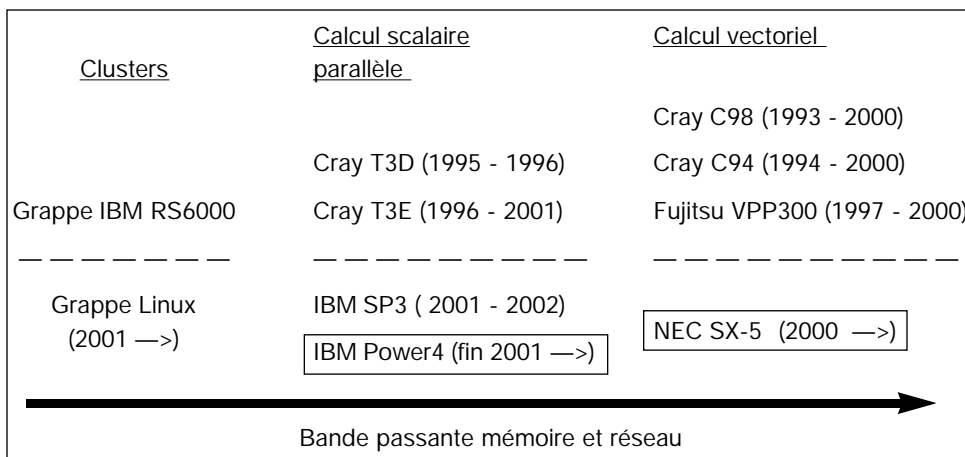 Clusters
Grappe IBM RS6000
— — — — — — —
Grappe Linux
(2001 —>)
Calcul scalaire
parallèle
Cray T3D (1995 - 1996)
Cray T3E (1996 - 2001)
— — — — — — — — —
IBM SP3 ( 2001 - 2002)
IBM Power4 (fin 2001 —>)
Calcul vectoriel
Cray C98 (1993 - 2000)
Cray C94 (1994 - 2000)
Fujitsu VPP300 (1997 - 2000)
— — — — — — — — — —
NEC SX-5 (2000 —>)
Bande passante mémoire et réseau